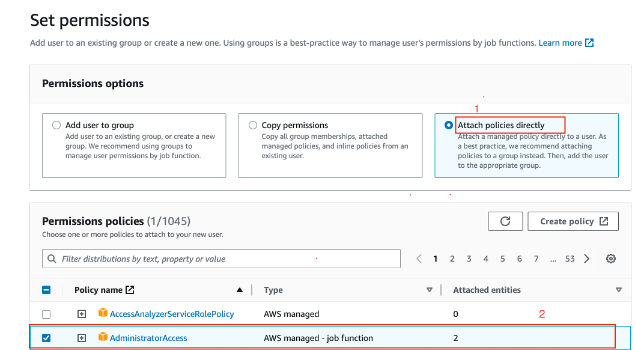 Set permissions
Add user to an existing group or create a new one. Using groups is a best-practice way to manage user's permissions by job functions. Learn more
Permissions options
1
Add user to group
Add user to an existing group, or create a new
group. We recommend using groups to
manage user permissions by job function.
Copy permissions
Copy all group memberships, attached
managed policies, and inline policies from an
existing user.
Attach policies directly
Attach a managed policy directly to a user. As
a best practice, we recommend attaching
policies to a group instead. Then, add the user
to the appropriate group.
Permissions policies (1/1045)
Choose one or more policies to attach to your new user.
Create policy
Filter distributions by text, property or value
1 2 3 4 5 6 7 ... 53
Policy name Type Attached entities
AccessAnalyzerServiceRolePolicy AWS managed 0 2
AdministratorAccess AWS managed - job function 2